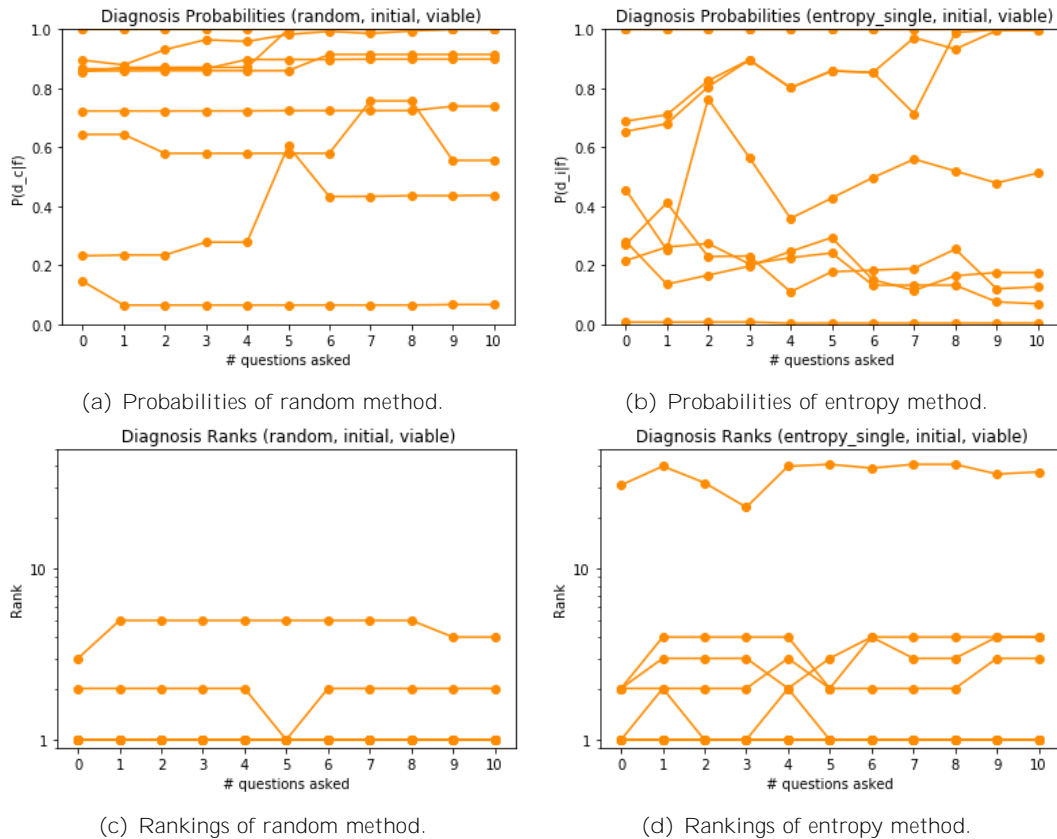 Diagnosis Probabilities (random, initial, viable)
1.0
0.8
0.6
0.4
0.2
0.0
P(d_c|f)
0 1 2 3 4 5 6 7 8 9 10
# questions asked
(a) Probabilities of random method.
Diagnosis Probabilities (entropy_single, initial, viable)
1.0
0.8
0.6
0.4
0.2
0.0
P(d_i|f)
0 1 2 3 4 5 6 7 8 9 10
# questions asked
(b) Probabilities of entropy method.
Diagnosis Ranks (random, initial, viable)
10
1
Rank
0 1 2 3 4 5 6 7 8 9 10
# questions asked
(c) Rankings of random method.
Diagnosis Ranks (entropy_single, initial, viable)
10
1
Rank
0 1 2 3 4 5 6 7 8 9 10
# questions asked
(d) Rankings of entropy method.